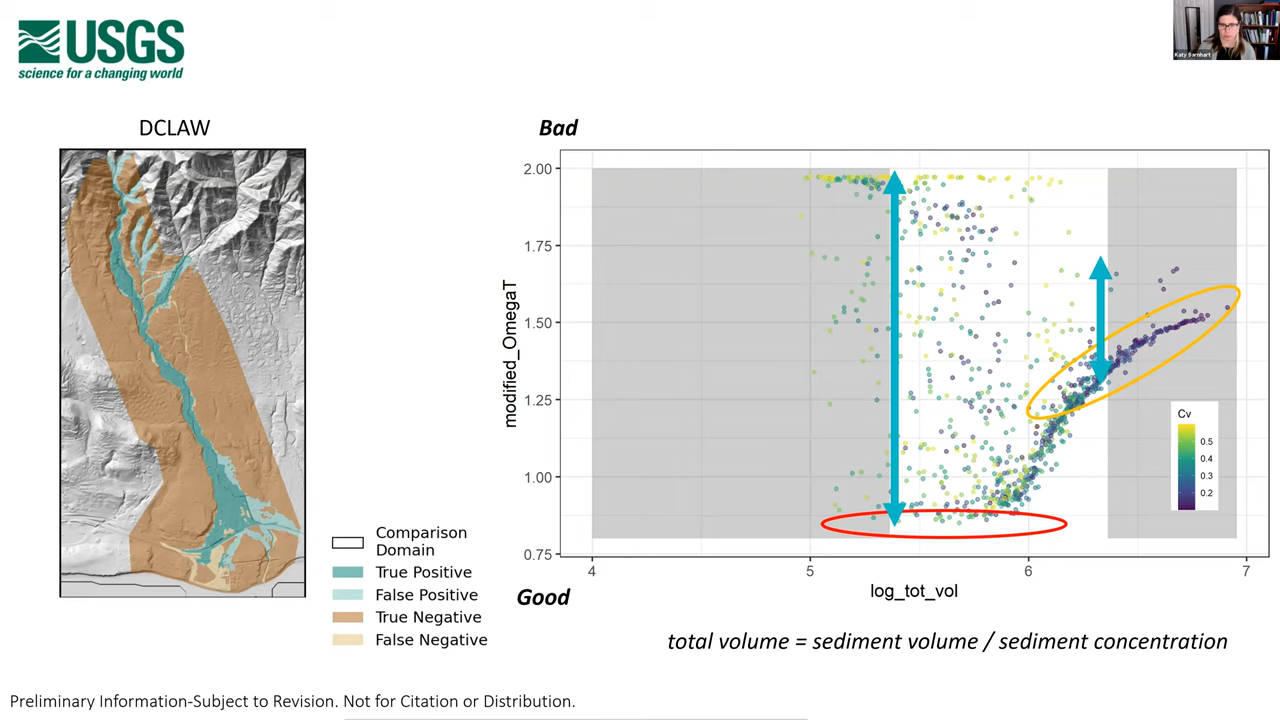 USGS
science for a changing world
Katy Barnhart
DCLAW
Bad
2.00
1.75
1.50
1.25
1.00
0.75
modified_OmegaT
Cv
0.5
0.4
0.3
0.2
4
5
6
7
log_tot_vol
Good
Comparison
Domain
True Positive
False Positive
True Negative
False Negative
total volume = sediment volume / sediment concentration
Preliminary Information-Subject to Revision. Not for Citation or Distribution.